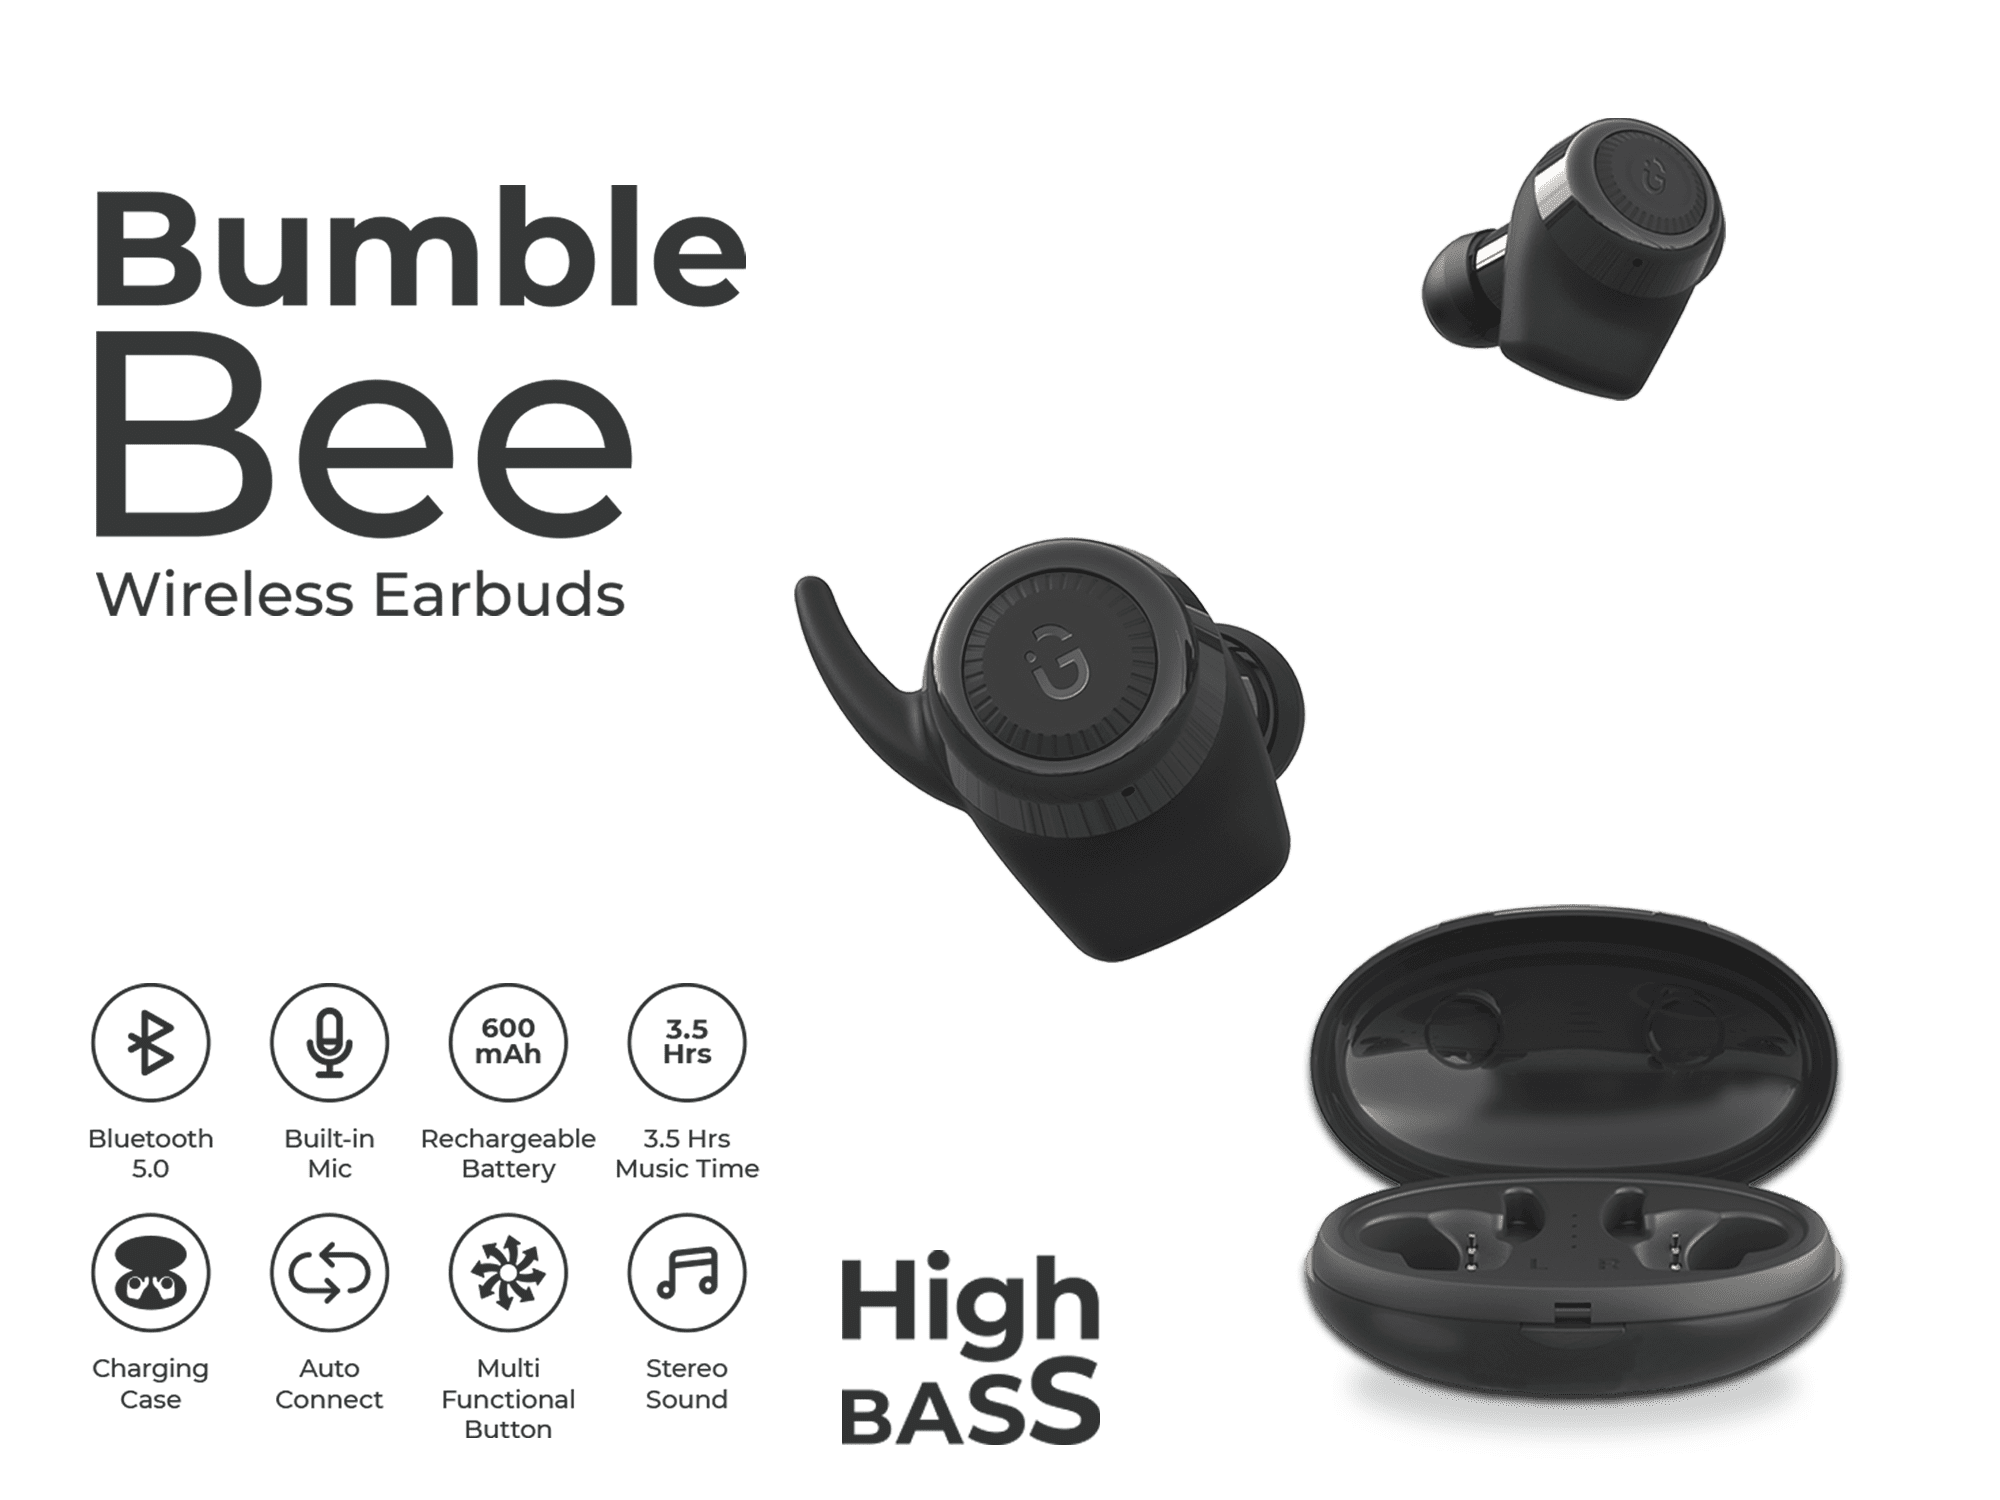 Bumble
Bee
Wireless Earbuds
600
mAh
3.5
Hrs
Bluetooth
5.0
Built-in
Mic
Rechargeable
Battery
3.5 Hrs
Music Time
Charging
Case
Auto
Connect
Multi
Functional
Button
Stereo
Sound
High
BASS
L
R